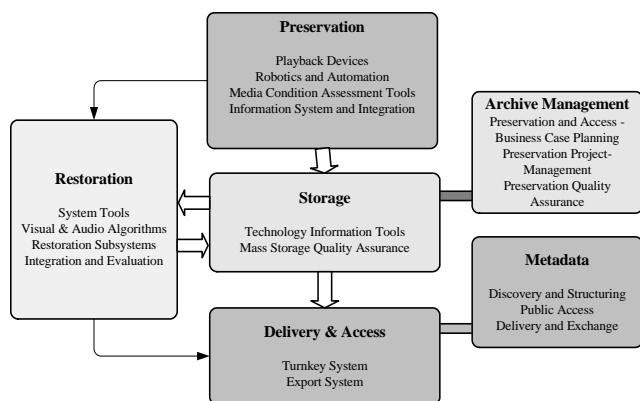 Preservation
Playback Devices
Robotics and Automation
Media Condition Assessment Tools
Information System and Integration
Archive Management
Preservation and Access -
Business Case Planning
Preservation Project-
Management
Preservation Quality
Assurance
Restoration
System Tools
Visual & Audio Algorithms
Restoration Subsystems
Integration and Evaluation
Storage
Technology Information Tools
Mass Storage Quality Assurance
Metadata
Discovery and Structuring
Public Access
Delivery and Exchange
Delivery & Access
Turnkey System
Export System